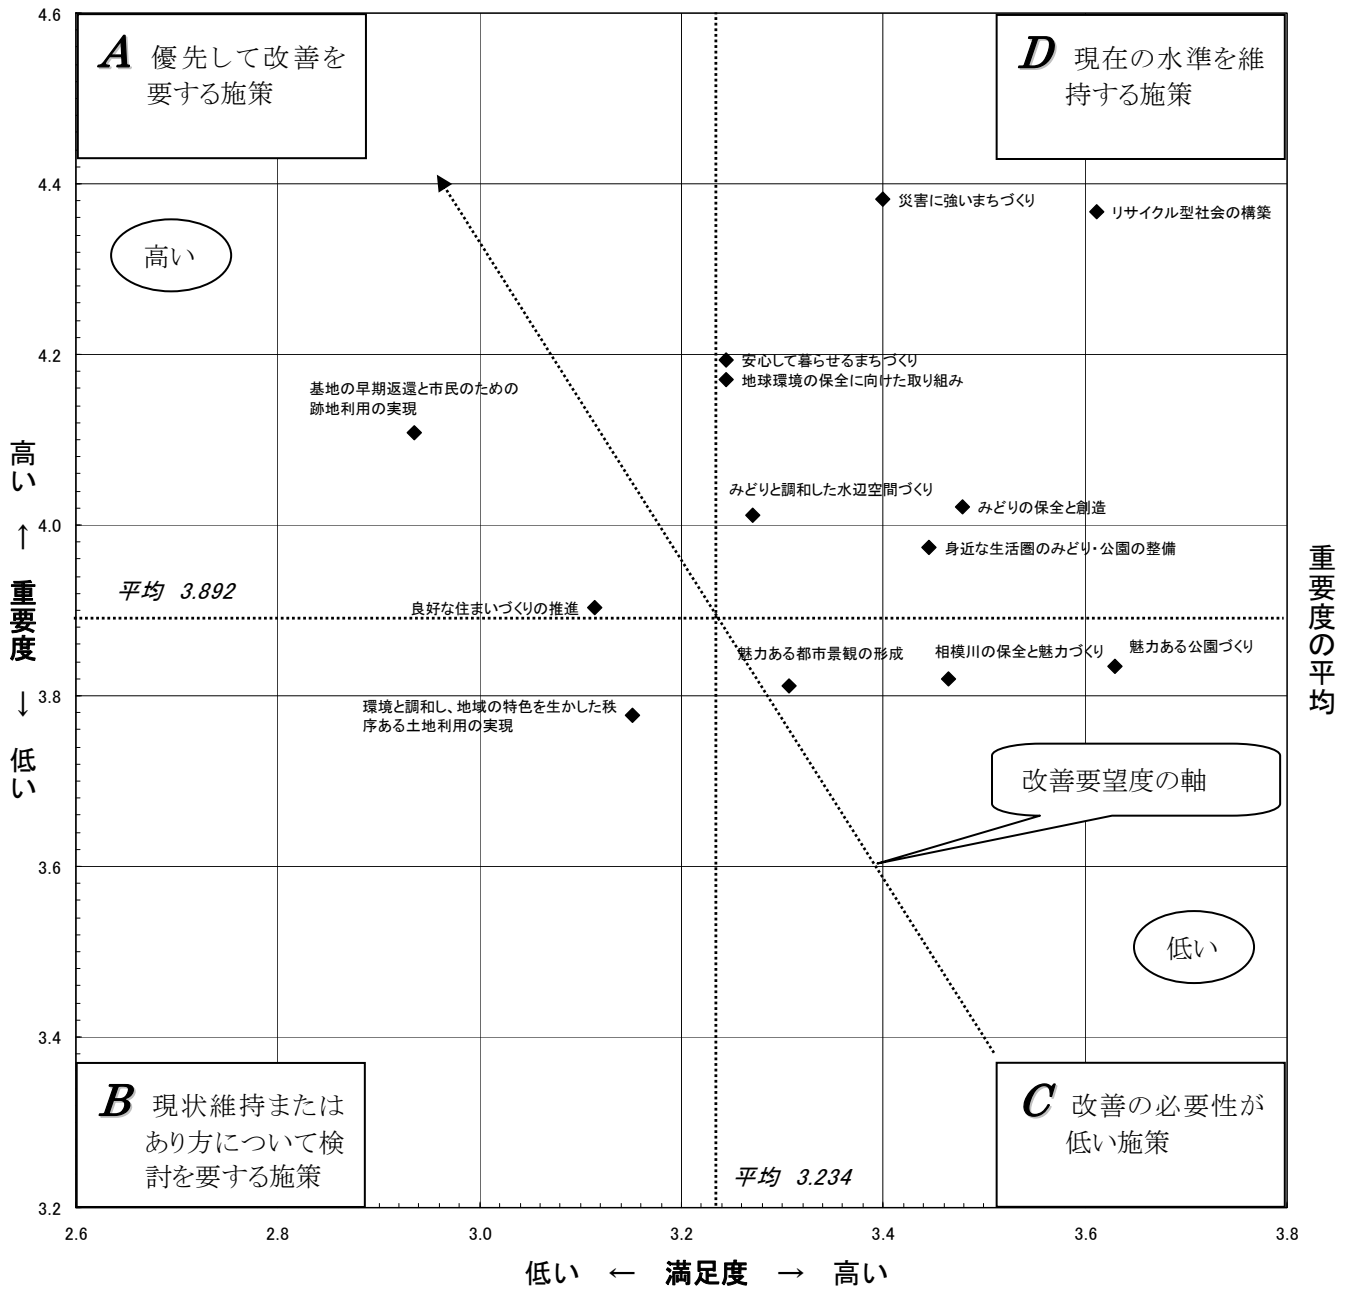 4.6
A 優先して改善を
要する施策
D 現在の水準を維
持する施策
4.4
災害に強いまちづくり
リサイクル型社会の構築
高い
4.2
安心して暮らせるまちづくり
地球環境の保全に向けた取り組み
基地の早期返還と市民のための
跡地利用の実現
みどりと調和した水辺空間づくり
みどりの保全と創造
4.0
身近な生活圏のみどり・公園の整備
高い ↑ 重要度 ↓ 低い
重要度の平均
平均 3.892
良好な住まいづくりの推進
魅力ある都市景観の形成
相模川の保全と魅力づくり
魅力ある公園づくり
3.8
環境と調和し、地域の特色を生かした秩
序ある土地利用の実現
改善要望度の軸
3.6
低い
3.4
B 現状維持または
あり方について検
討を要する施策
C 改善の必要性が
低い施策
平均 3.234
3.2
2.6 2.8 3.0 3.2 3.4 3.6 3.8
低い ← 満足度 → 高い